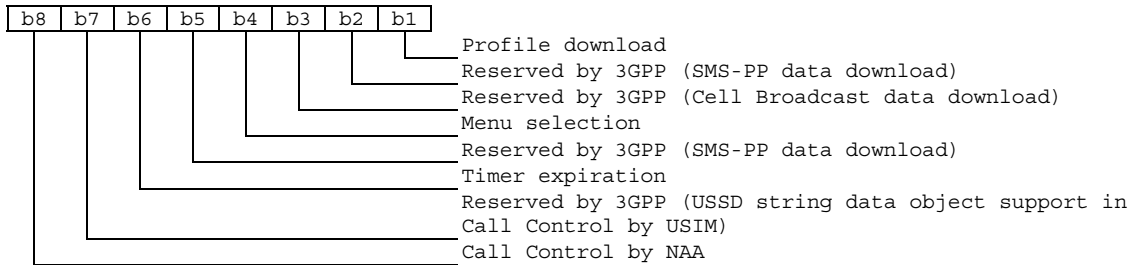 b8 b7 b6 b5 b4 b3 b2 b1
Profile download
Reserved by 3GPP (SMS-PP data download)
Reserved by 3GPP (Cell Broadcast data download)
Menu selection
Reserved by 3GPP (SMS-PP data download)
Timer expiration
Reserved by 3GPP (USSD string data object support in
Call Control by USIM)
Call Control by NAA